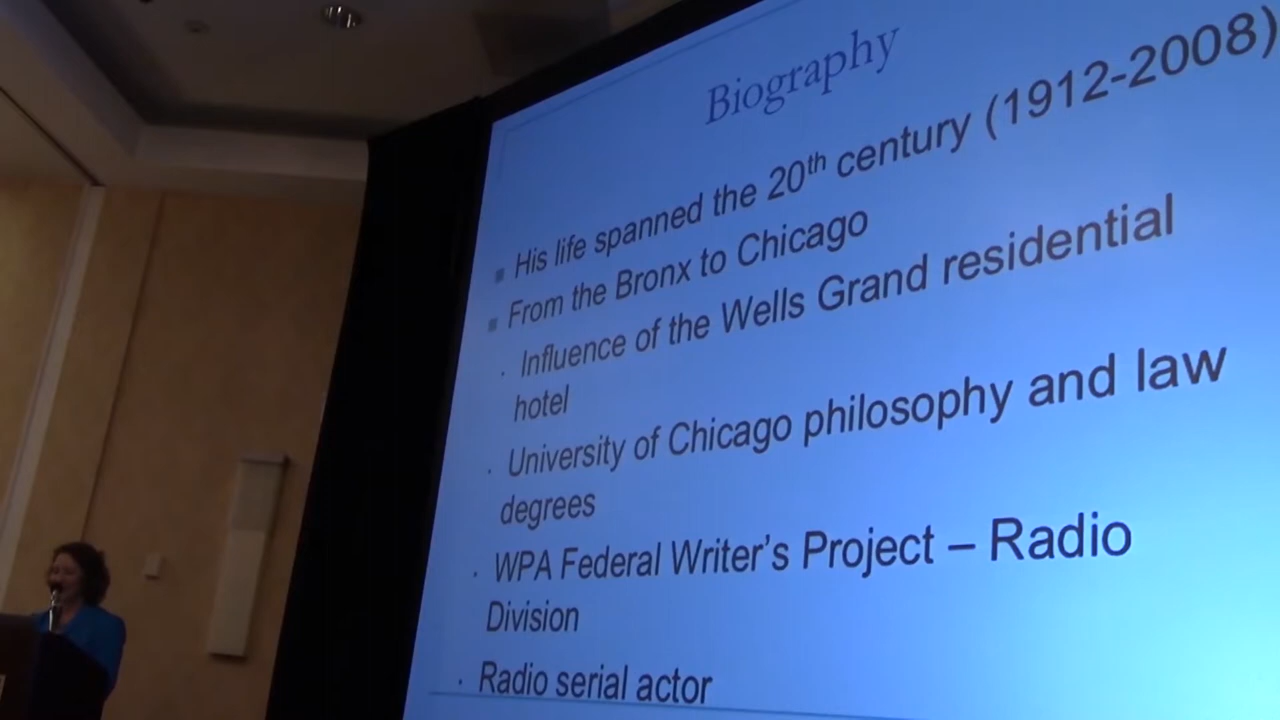 Biography
His life spanned the 20th century (1912-2008)
From the Bronx to Chicago
Influence of the Wells Grand residential
hotel
University of Chicago philosophy and law
degrees
WPA Federal Writer's Project – Radio
Division
Radio serial actor